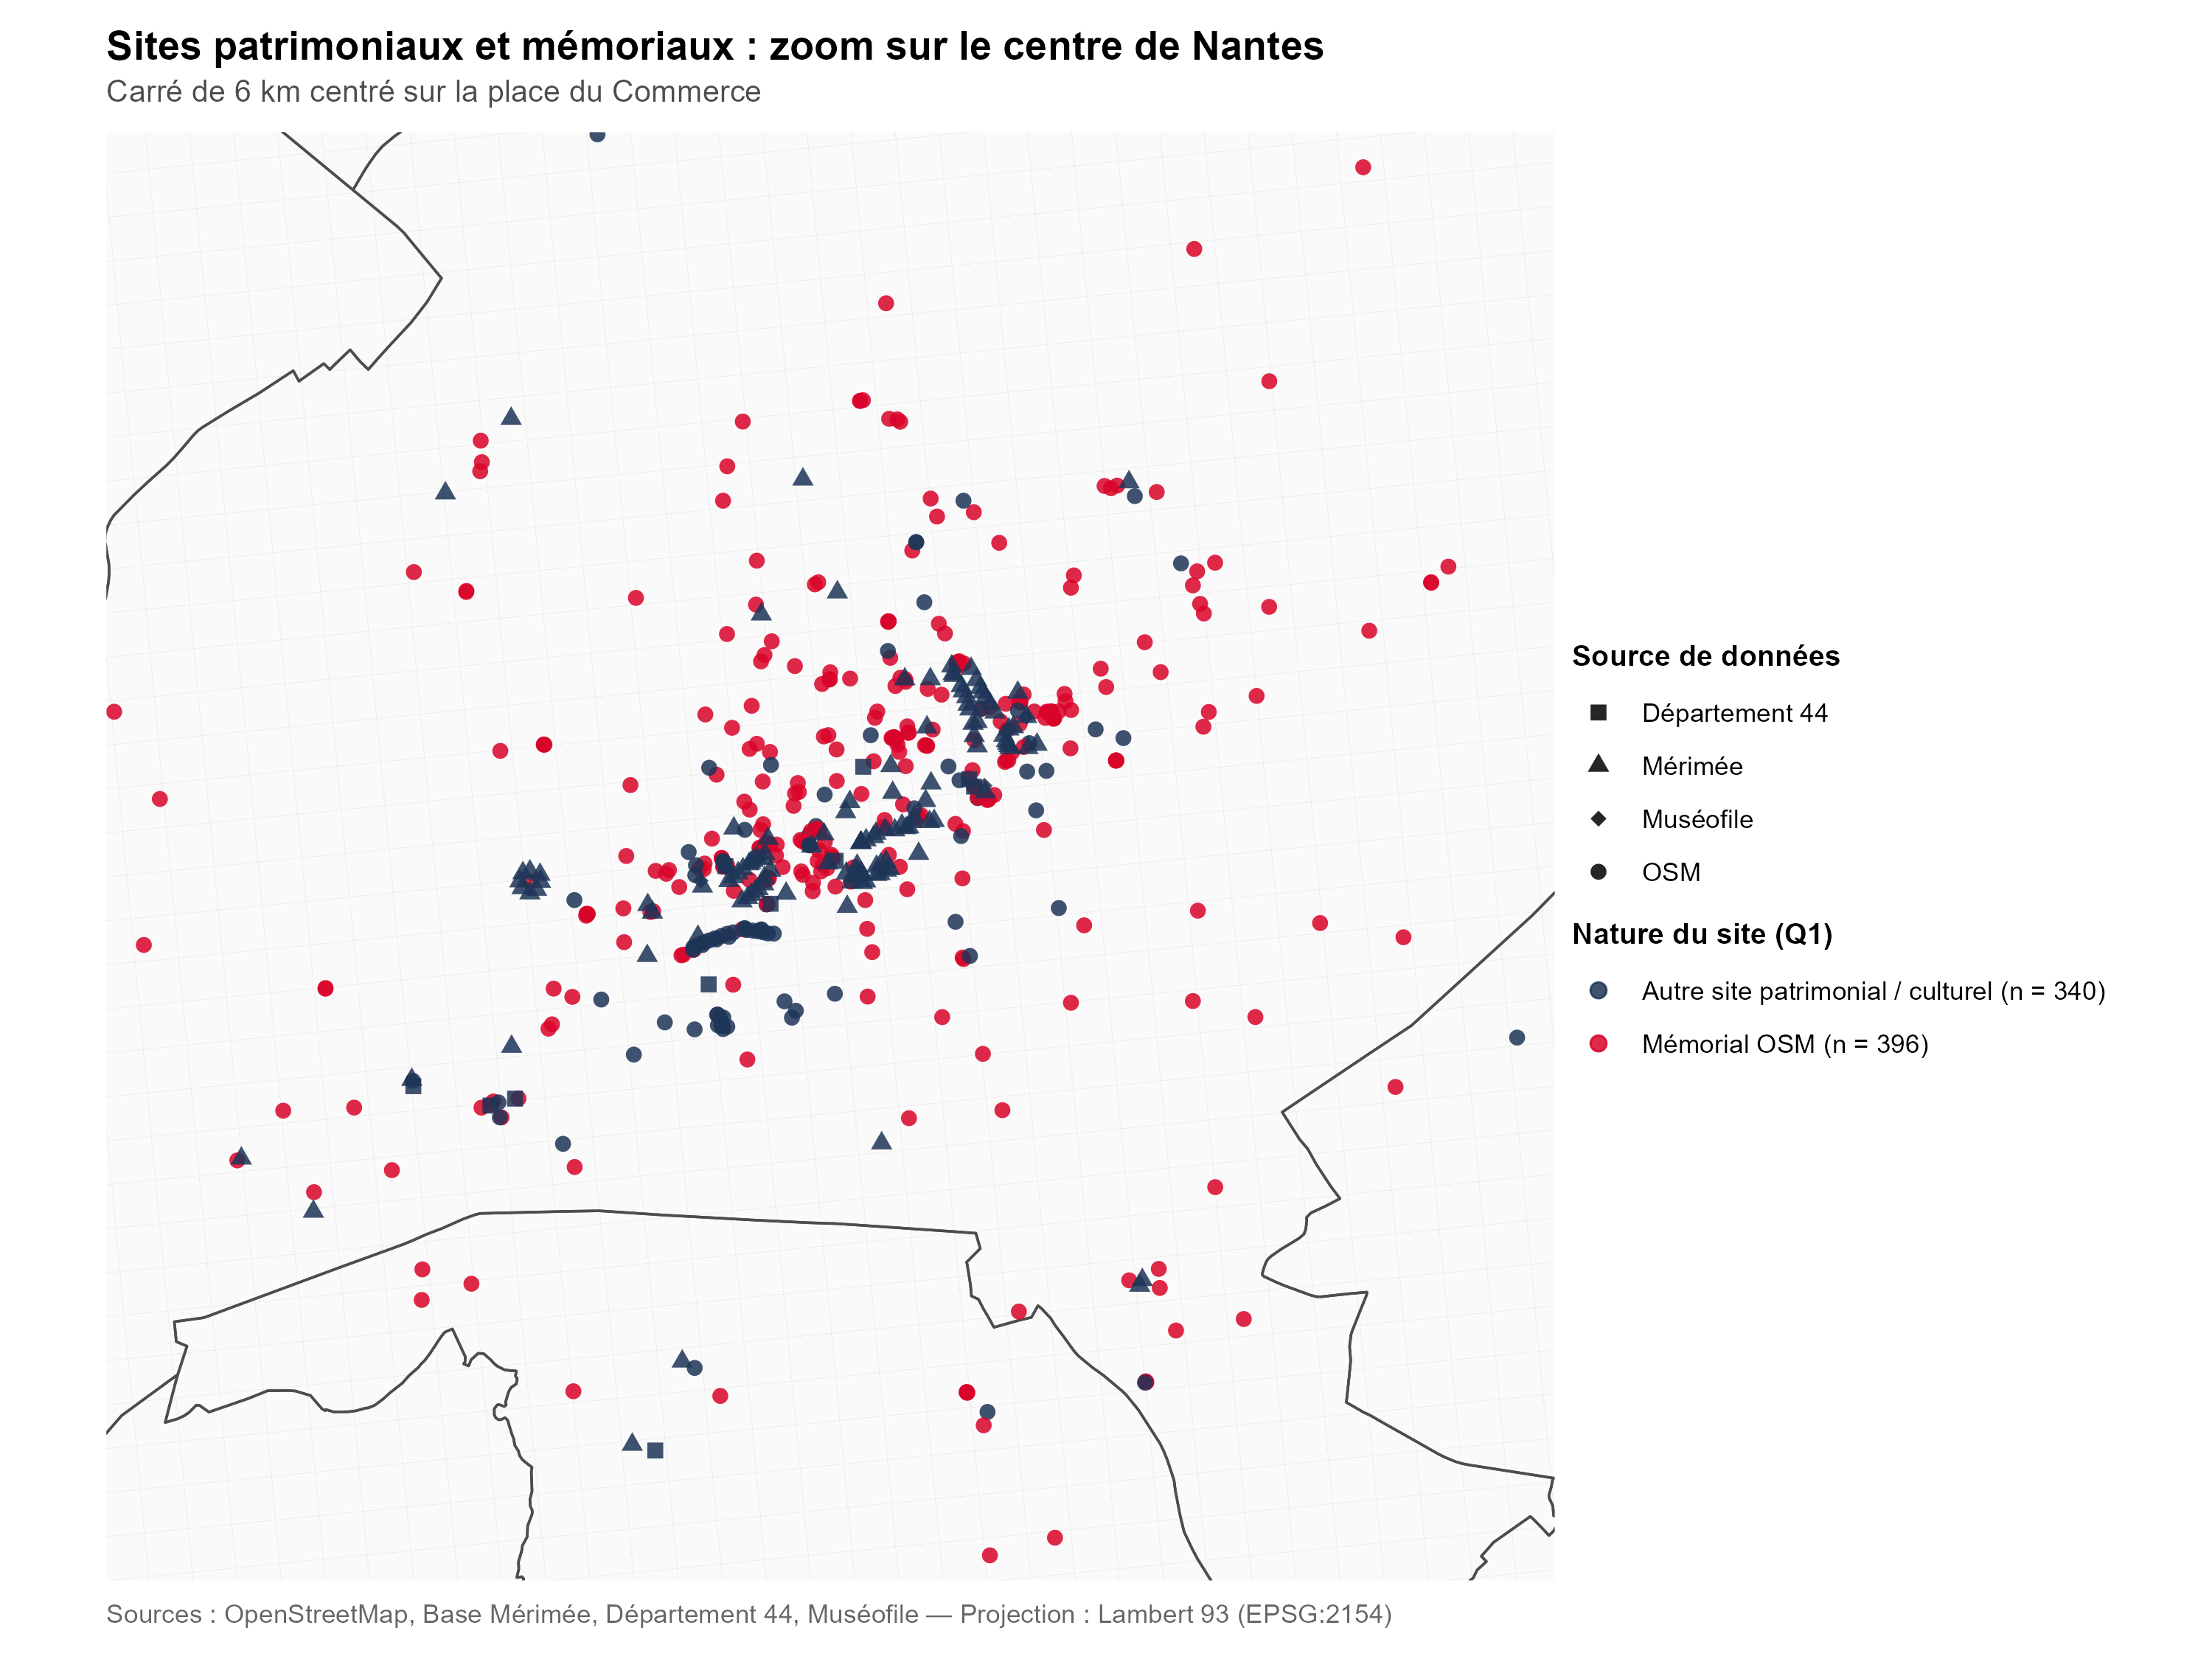 Sites patrimoniaux et mémoriaux : zoom sur le centre de Nantes
Carré de 6 km centré sur la place du Commerce
Source de données
Département 44
Mérimée
Muséofile
OSM
Nature du site (Q1)
Autre site patrimonial / culturel (n = 340)
Mémorial OSM (n = 396)
Sources : OpenStreetMap, Base Mérimée, Département 44, Muséofile — Projection : Lambert 93 (EPSG:2154)